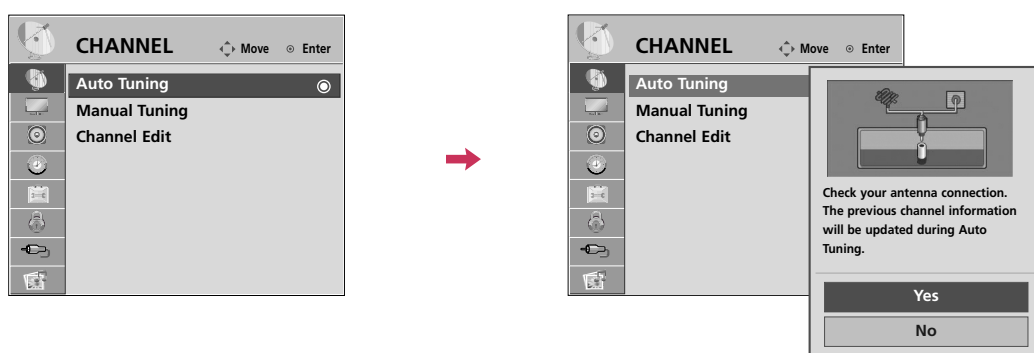 CHANNEL
Move Enter
Auto Tuning
Manual Tuning
Channel Edit
CHANNEL
Move Enter
Auto Tuning
Manual Tuning
Channel Edit
Check your antenna connection.
The previous channel information
will be updated during Auto
Tuning.
Yes
No